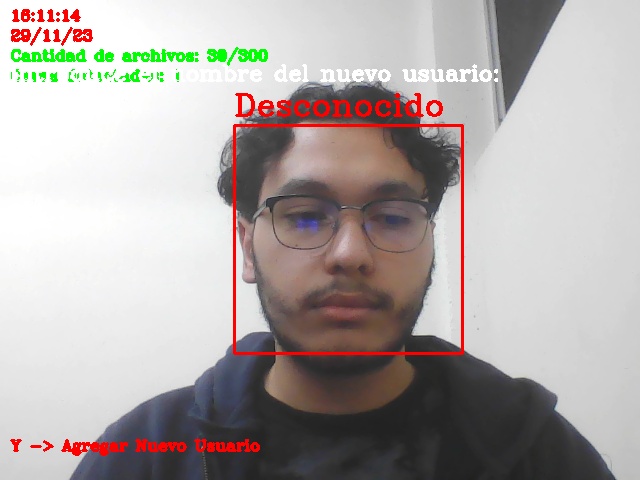 16:11:14
29/11/23
Cantidad de archivos: 30/300
nombre del nuevo usuario:
Desconocido
Y -> Agregar Nuevo Usuario